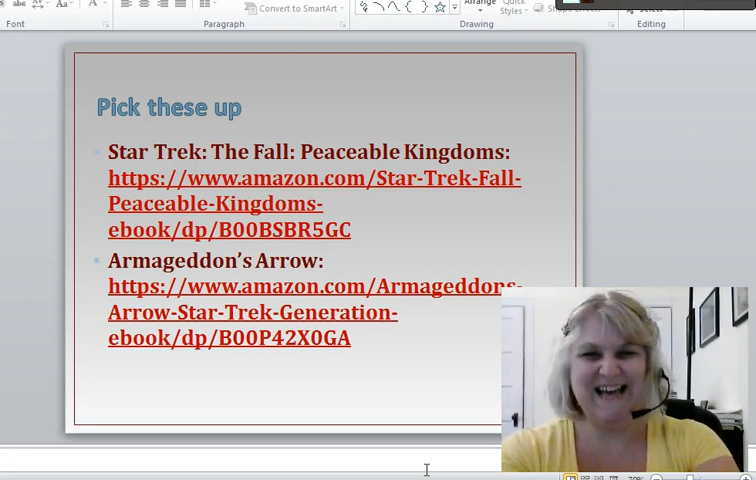 Aa
A
Convert to SmartArt
Arrange
Quick
Styles
Font
Paragraph
Drawing
Editing
Pick these up
Star Trek: The Fall: Peaceable Kingdoms:
https://www.amazon.com/Star-Trek-Fall-
Peaceable-Kingdoms-
ebook/dp/B00BSBR5GC
Armageddon's Arrow:
https://www.amazon.com/Armageddons-
Arrow-Star-Trek-Generation-
ebook/dp/B00P42X0GA
70%